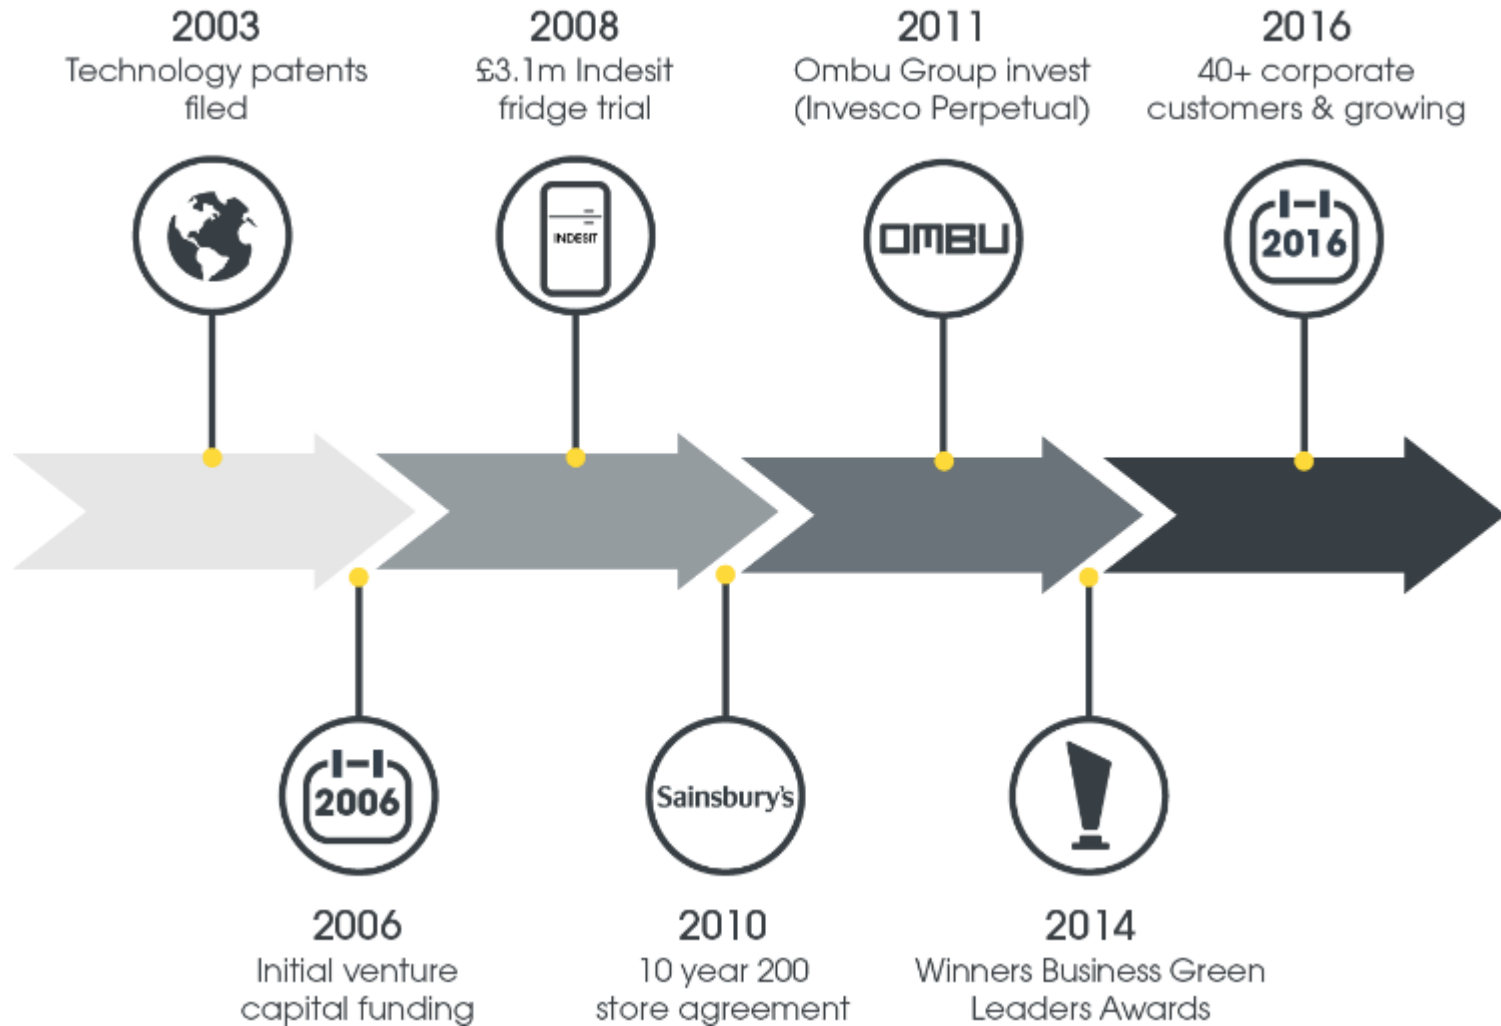 2003
Technology patents
filed
2008
£3.1m Indesit
fridge trial
2011
Ombu Group invest
(Invesco Perpetual)
2016
40+ corporate
customers & growing
INDESIT
OMBU
2016
2006
Sainsbury's
2006
Initial venture
capital funding
2010
10 year 200
store agreement
2014
Winners Business Green
Leaders Awards